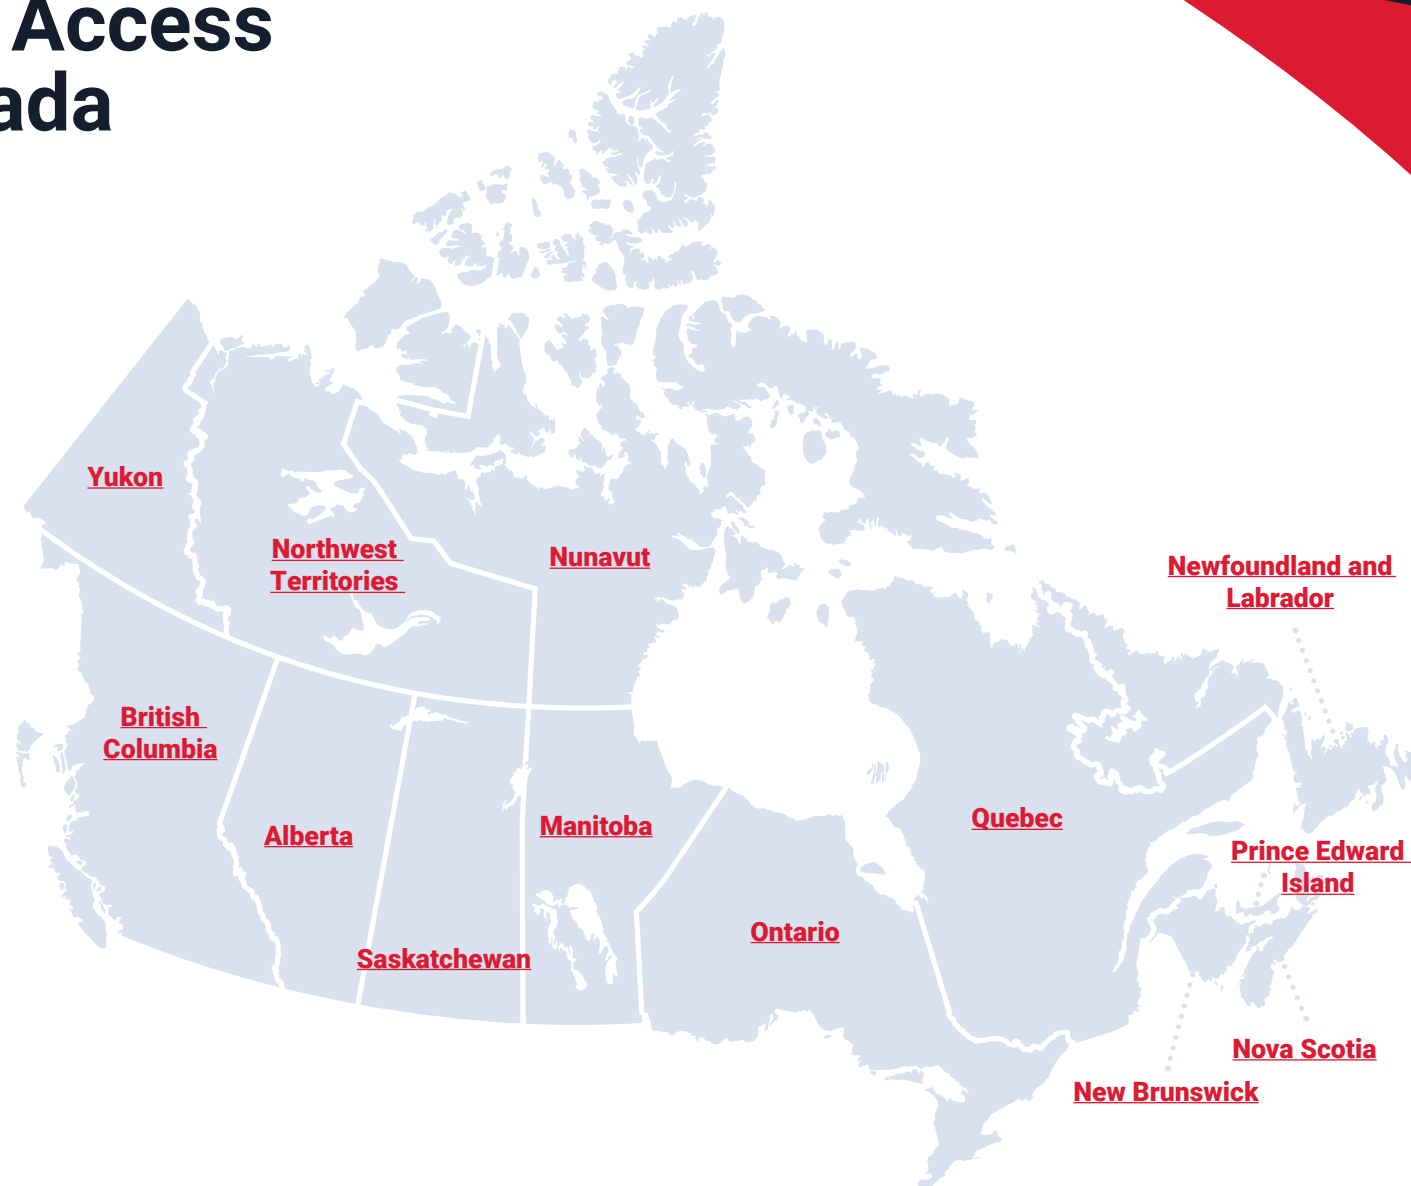 Access
ada
Yukon
Northwest
Territories
Nunavut
Newfoundland and
Labrador
British
Columbia
Alberta
Manitoba
Quebec
Prince Edward
Island
Ontario
Saskatchewan
Nova Scotia
New Brunswick